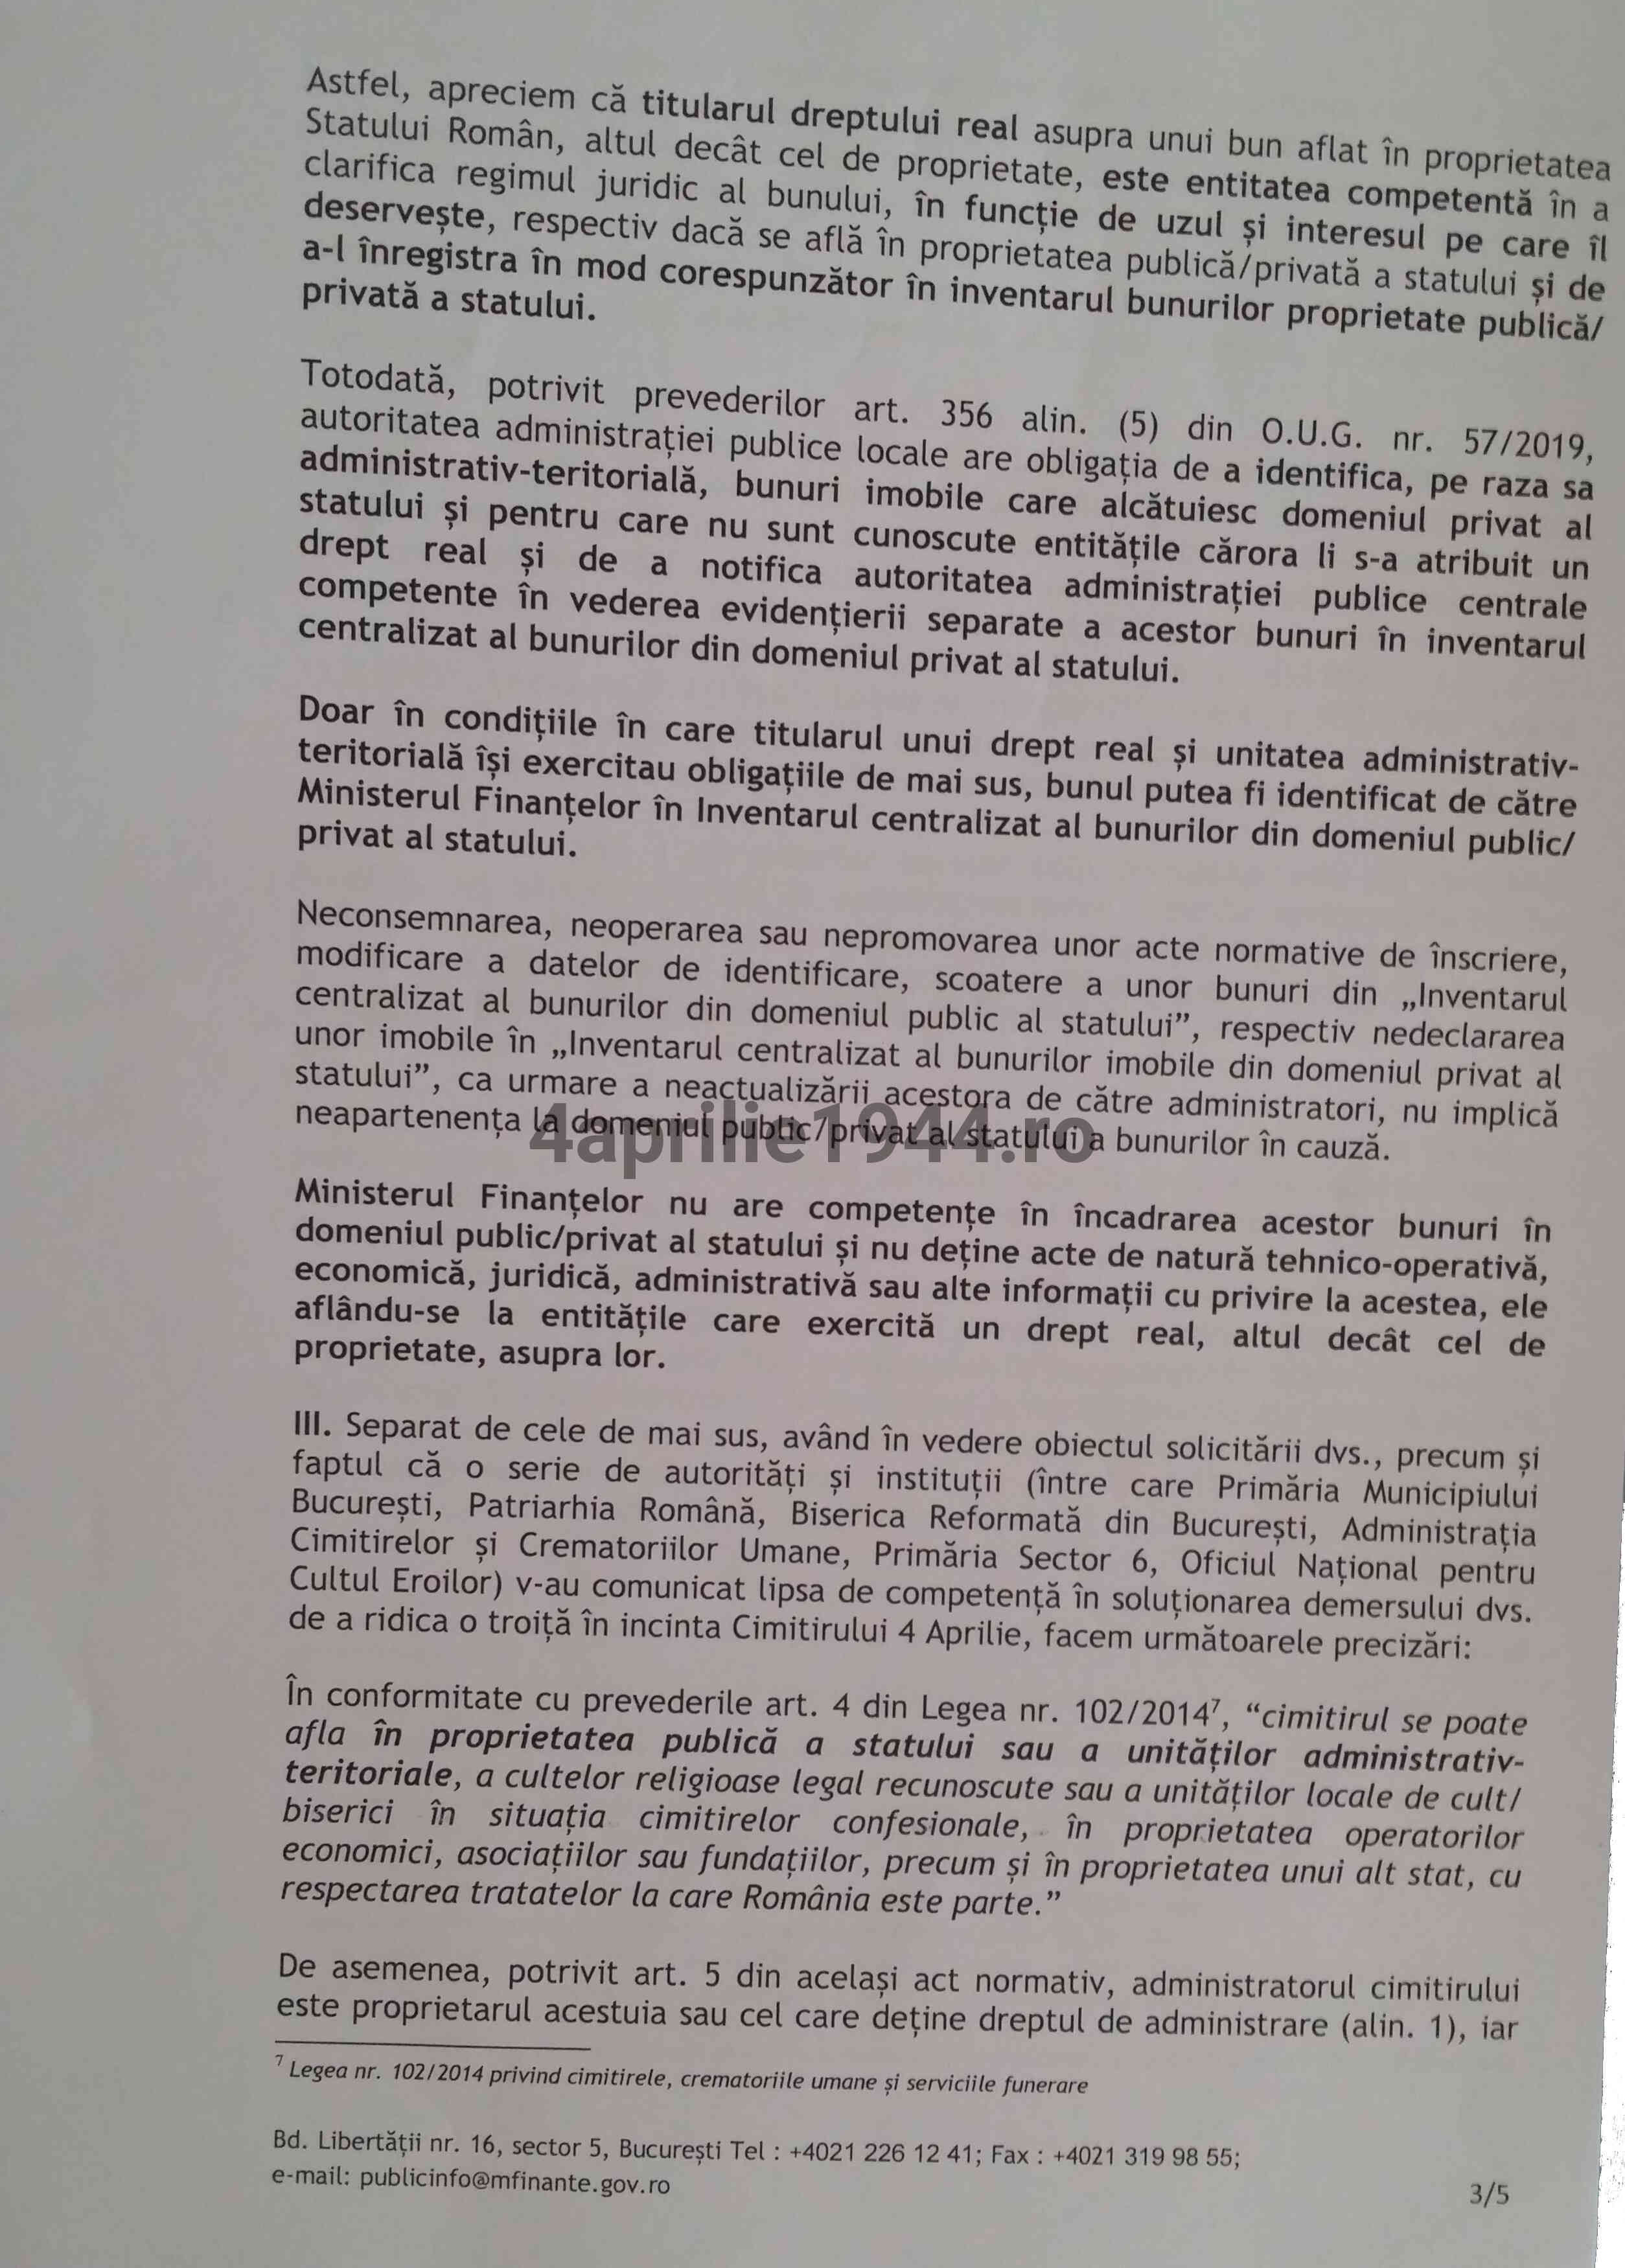 Astfel, apreciem că titularul dreptului real asupra unui bun aflat în proprietatea
Statului Român, altul decât cel de proprietate, este entitatea competentă în a
clarifica regimul juridic al bunului, în funcție de uzul și interesul pe care îl
deservește, respectiv dacă se află în proprietatea publică/privată a statului și de
a-l înregistra în mod corespunzător în inventarul bunurilor proprietate publică/
privată a statului.
Totodată, potrivit prevederilor art. 356 alin. (5) din O.U.G. nr. 57/2019,
autoritatea administrației publice locale are obligația de a identifica, pe raza sa
administrativ-teritorială, bunuri imobile care alcătuiesc domeniul privat al
statului și pentru care nu sunt cunoscute entitățile cărora li s-a atribuit un
drept real și de a notifica autoritatea administrației publice centrale
competente în vederea evidențierii separate a acestor bunuri în inventarul
centralizat al bunurilor din domeniul privat al statului.
Doar în condițiile în care titularul unui drept real și unitatea administrativ-
teritorială își exercitau obligațiile de mai sus, bunul putea fi identificat de către
Ministerul Finanțelor în Inventarul centralizat al bunurilor din domeniul public/
privat al statului.
Neconsemnarea, neoperarea sau nepromovarea unor acte normative de înscriere,
modificare a datelor de identificare, scoatere a unor bunuri din „Inventarul
centralizat al bunurilor din domeniul public al statului”, respectiv nedeclararea
unor imobile în „Inventarul centralizat al bunurilor imobile din domeniul privat al
statului”, ca urmare a neactualizării acestora de către administratori, nu implică
neapartenența la domeniul public/privat al statului a bunurilor în cauză.
4aprilie1944.ro
Ministerul Finanțelor nu are competențe în încadrarea acestor bunuri în
domeniul public/privat al statului și nu deține acte de natură tehnico-operativă,
economică, juridică, administrativă sau alte informații cu privire la acestea, ele
aflându-se la entitățile care exercită un drept real, altul decât cel de
proprietate, asupra lor.
III. Separat de cele de mai sus, având în vedere obiectul solicitării dvs., precum și
faptul că o serie de autorități și instituții (între care Primăria Municipiului
București, Patriarhia Română, Biserica Reformată din București, Administrația
Cimitirelor și Crematoriilor Umane, Primăria Sector 6, Oficiul Național pentru
Cultul Eroilor) v-au comunicat lipsa de competență în soluționarea demersului dvs.
de a ridica o troiță în incinta Cimitirului 4 Aprilie, facem următoarele precizări:
În conformitate cu prevederile art. 4 din Legea nr. 102/2014⁷, “cimitirul se poate
afla în proprietatea publică a statului sau a unităților administrativ-
teritoriale, a cultelor religioase legal recunoscute sau a unităților locale de cult/
biserici în situația cimitirelor confesionale, în proprietatea operatorilor
economici, asociațiilor sau fundațiilor, precum și în proprietatea unui alt stat, cu
respectarea tratatelor la care România este parte.”
De asemenea, potrivit art. 5 din același act normativ, administratorul cimitirului
este proprietarul acestuia sau cel care deține dreptul de administrare (alin. 1), iar
⁷ Legea nr. 102/2014 privind cimitirele, crematoriile umane și serviciile funerare
Bd. Libertății nr. 16, sector 5, București Tel : +4021 226 12 41; Fax : +4021 319 98 55;
e-mail: publicinfo@mfinante.gov.ro
3/5